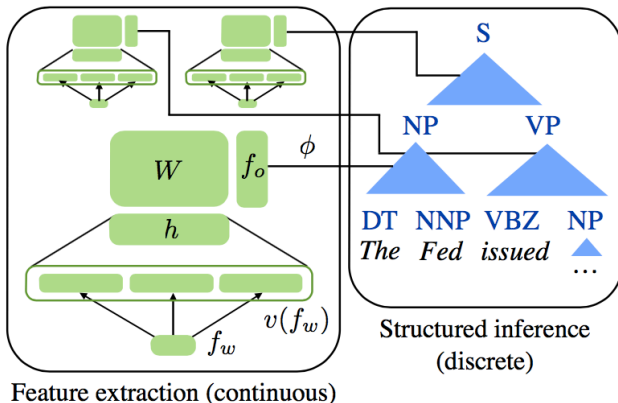 S
NP VP
W
f_o
ϕ
h
DT NNP VBZ NP
The Fed issued
...
v(f_w)
f_w
Structured inference
(discrete)
Feature extraction (continuous)